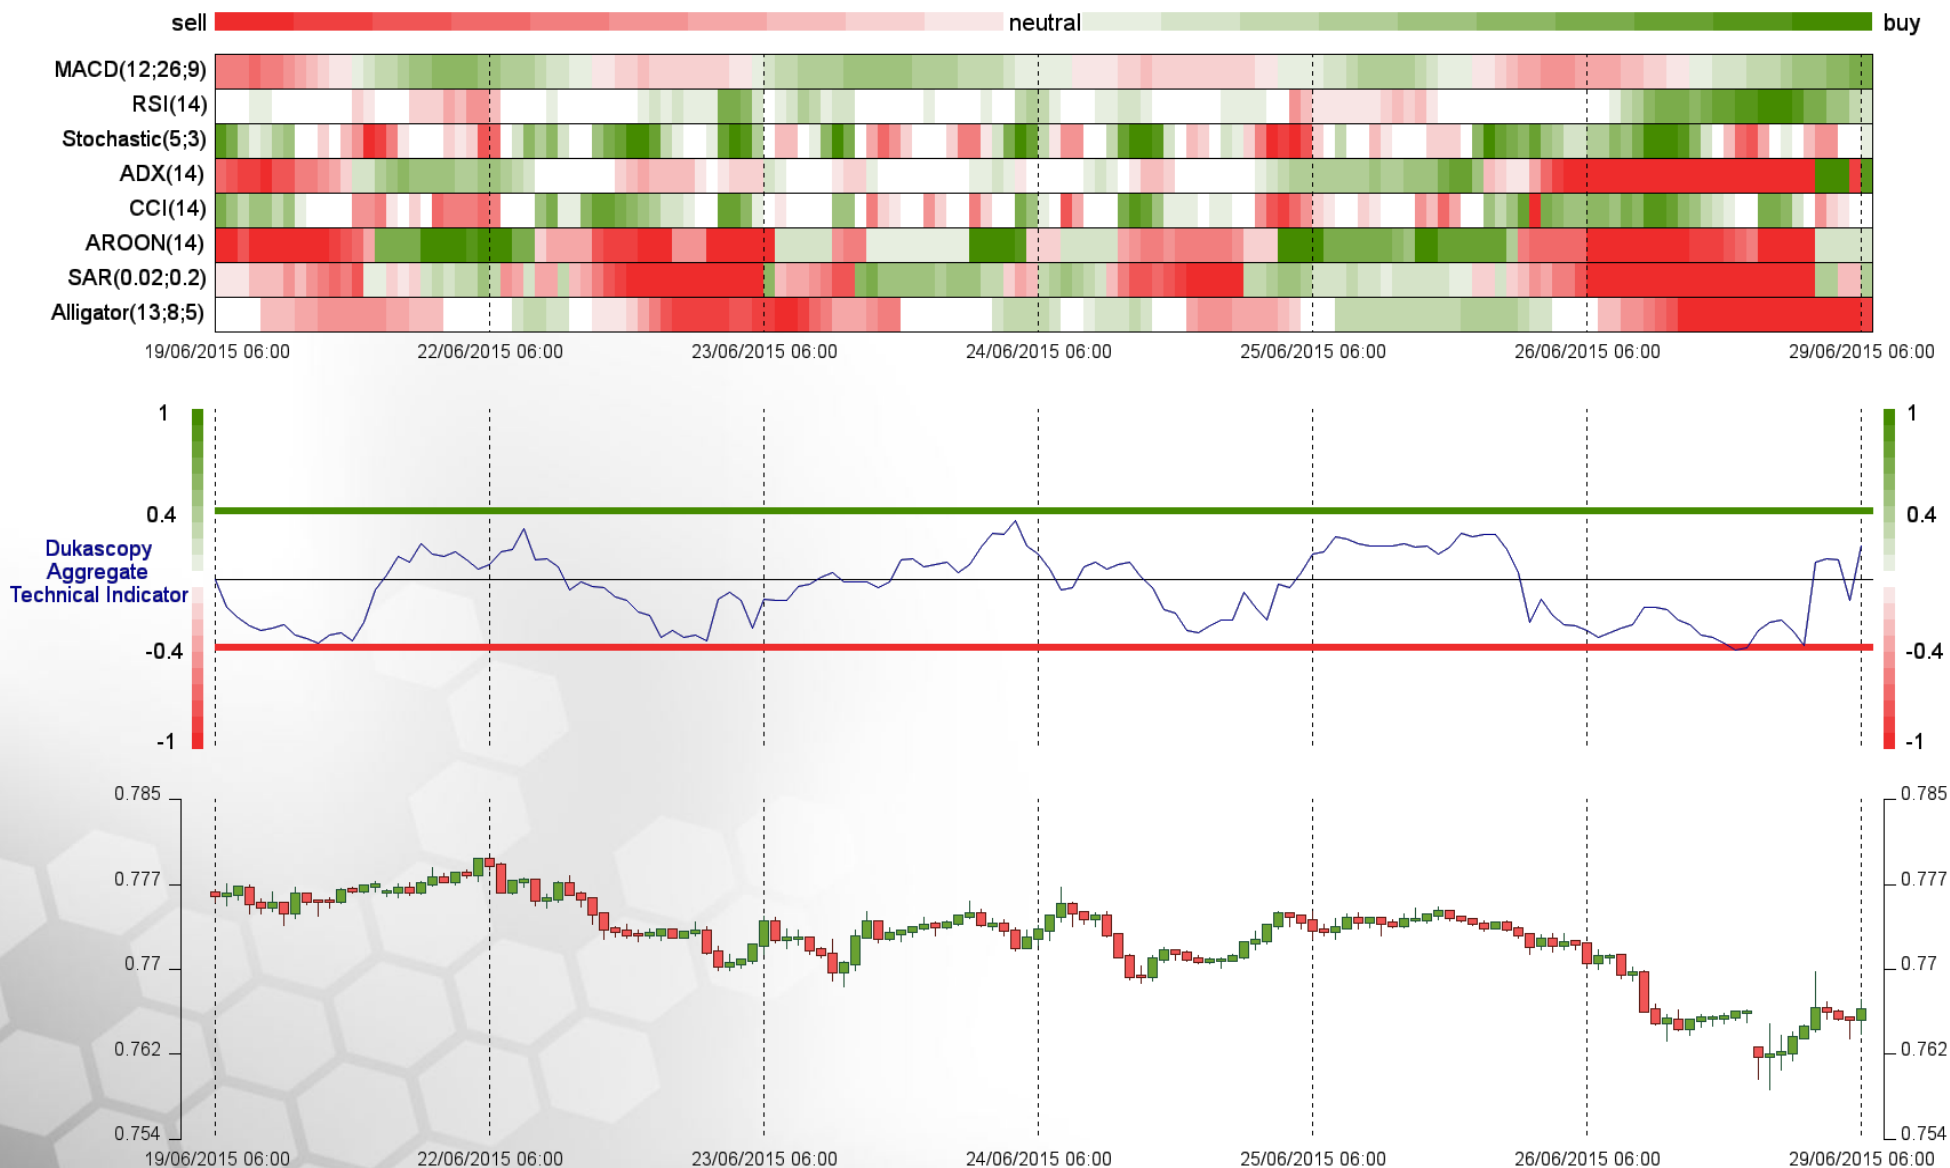 sell neutral buy
MACD(12;26;9)
RSI(14)
Stochastic(5;3)
ADX(14)
CCI(14)
AROON(14)
SAR(0.02;0.2)
Alligator(13;8;5)
19/06/2015 06:00 22/06/2015 06:00 23/06/2015 06:00 24/06/2015 06:00 25/06/2015 06:00 26/06/2015 06:00 29/06/2015 06:00
1 1
0.4 0.4
Dukascopy
Aggregate
Technical Indicator
-0.4 -0.4
-1 -1
0.785 0.785
0.777 0.777
0.77 0.77
0.762 0.762
0.754 0.754
19/06/2015 06:00 22/06/2015 06:00 23/06/2015 06:00 24/06/2015 06:00 25/06/2015 06:00 26/06/2015 06:00 29/06/2015 06:00